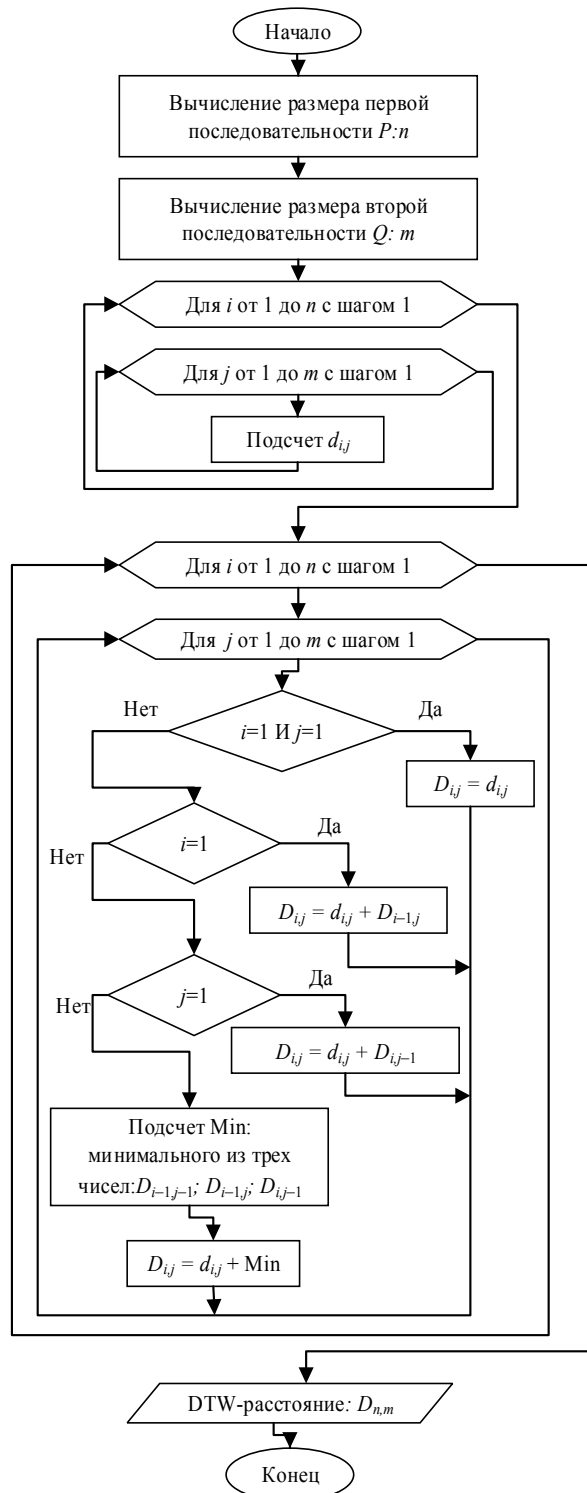 Начало
Вычисление размера первой
последовательности P:n
Вычисление размера второй
последовательности Q: m
Для i от 1 до n с шагом 1
Для j от 1 до m с шагом 1
Подсчет di,j
Для i от 1 до n с шагом 1
Для j от 1 до m с шагом 1
Нет
i=1 И j=1
Да
Di,j = di,j
Нет
i=1
Да
Di,j = di,j + Di–1,j
Нет
j=1
Да
Di,j = di,j + Di,j–1
Подсчет Min:
минимального из трех
чисел:Di–1,j–1; Di–1,j; Di,j–1
Di,j = di,j + Min
DTW-расстояние: Dn,m
Конец